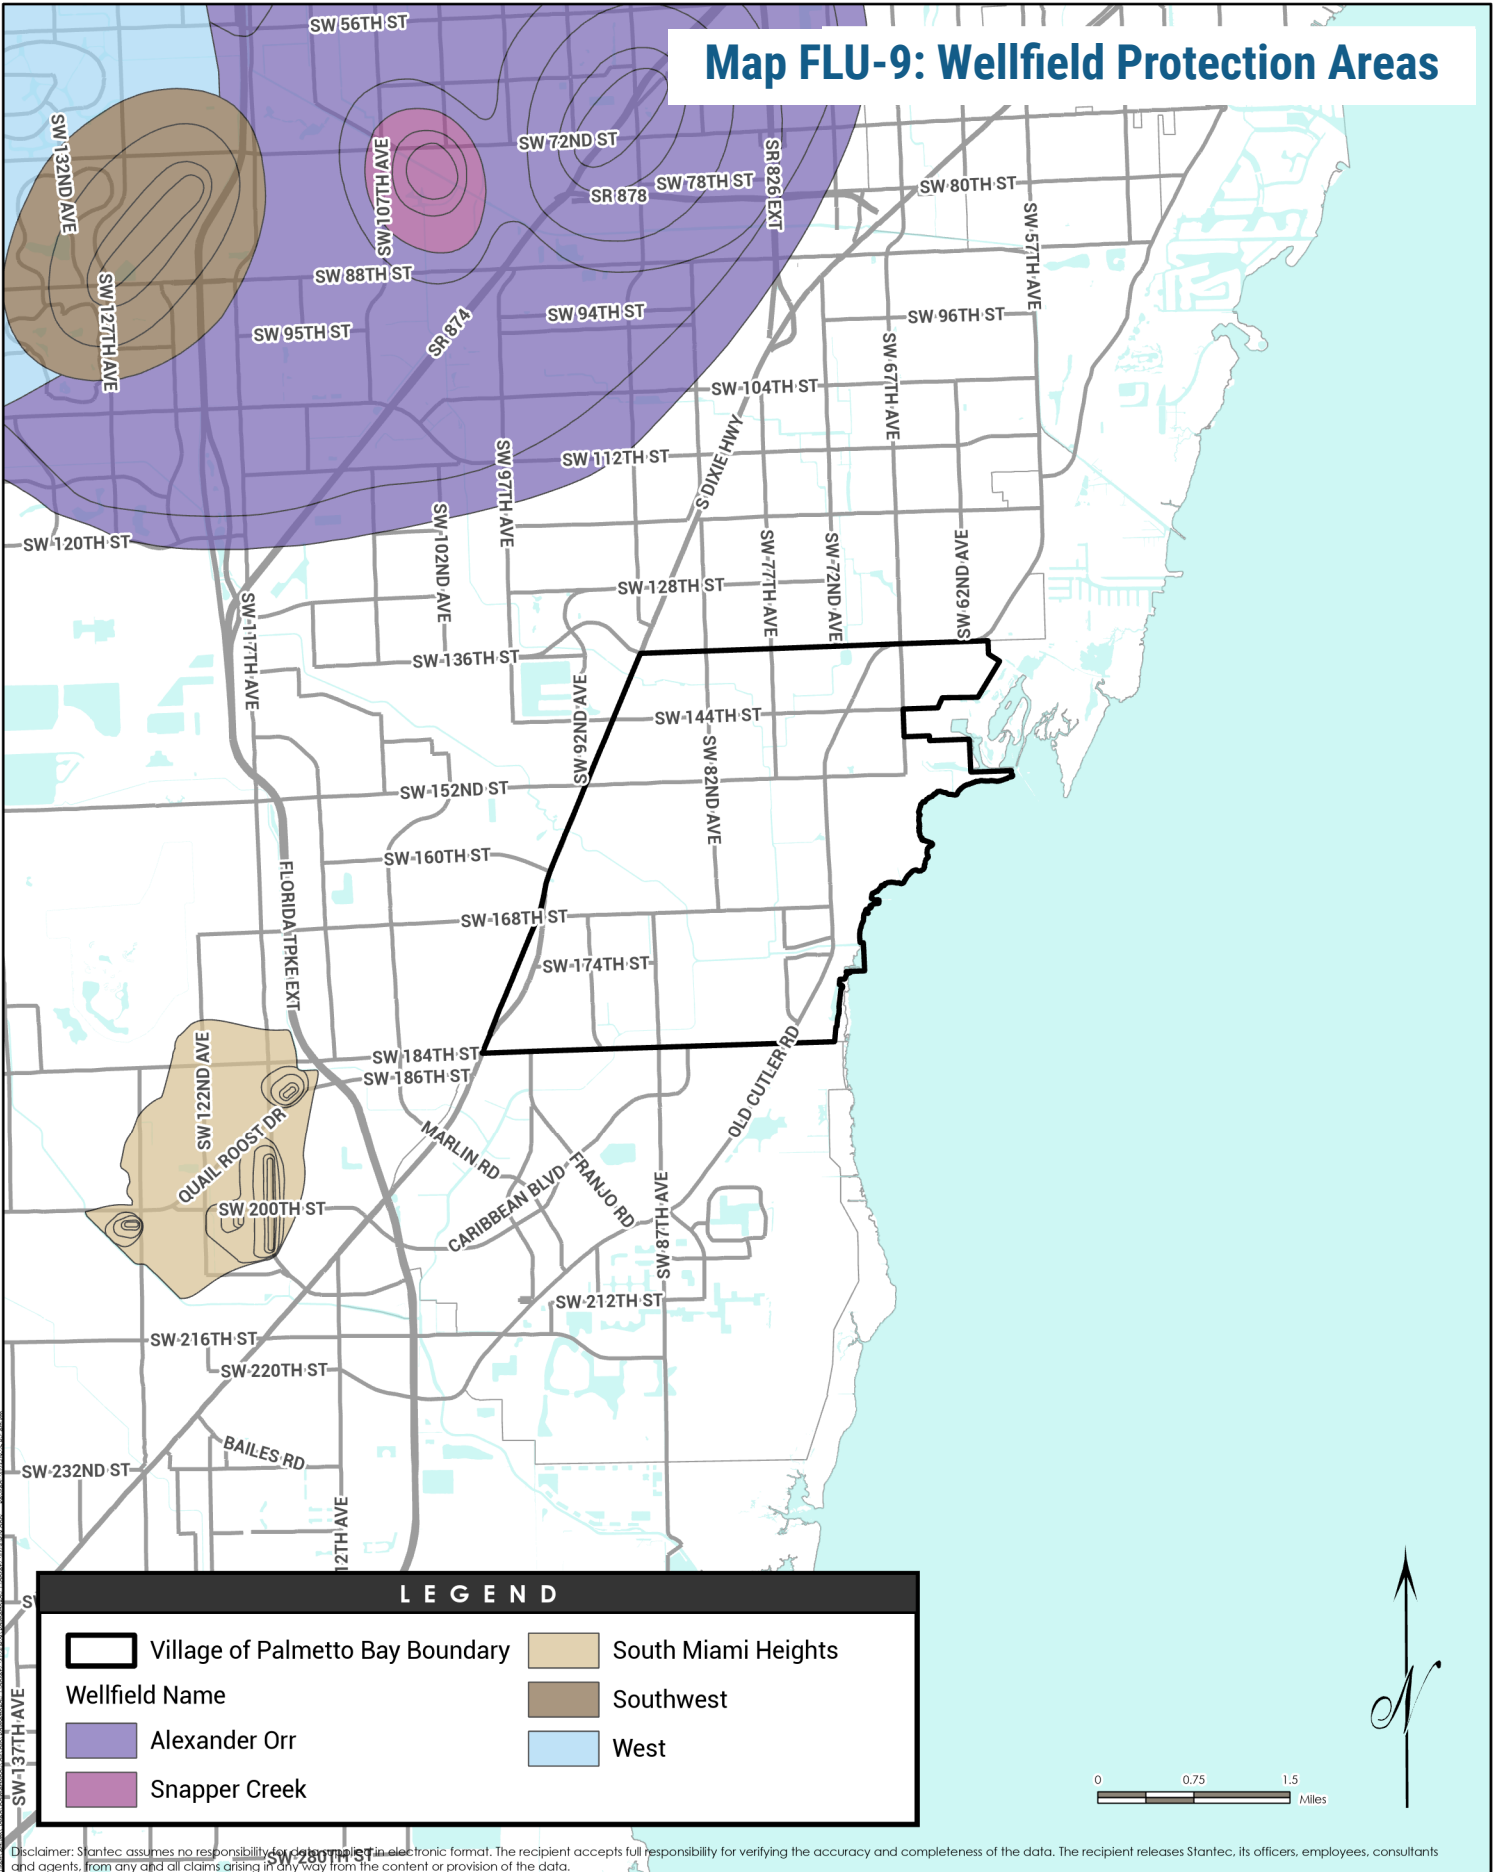 Map FLU-9: Wellfield Protection Areas
SW 56TH ST
SW 132ND AVE
SW 107TH AVE
SW 72ND ST
SR 878
SW 78TH ST
SR 826 EXT
SW 80TH ST
SW 57TH AVE
SW 127TH AVE
SW 88TH ST
SW 95TH ST
SR 874
SW 94TH ST
SW 96TH ST
SW 67TH AVE
SW 104TH ST
S DIXIE HWY
SW 97TH AVE
SW 112TH ST
SW 120TH ST
SW 102ND AVE
SW 77TH AVE
SW 72ND AVE
SW 62ND AVE
SW 128TH ST
SW 117TH AVE
SW 136TH ST
SW 92ND AVE
SW 144TH ST
SW 82ND AVE
SW 152ND ST
SW 160TH ST
FLORIDA TPKE EXT
SW 168TH ST
SW 174TH ST
SW 122ND AVE
SW 184TH ST
SW 186TH ST
OLD CUTLER RD
QUAIL ROOST DR
MARLIN RD
FRANJO RD
CARIBBEAN BLVD
SW 87TH AVE
SW 200TH ST
SW 212TH ST
SW 216TH ST
SW 220TH ST
BAILES RD
SW 232ND ST
12TH AVE
SW 137TH AVE
SW 280TH ST
LEGEND
Village of Palmetto Bay Boundary
Wellfield Name
Alexander Orr
Snapper Creek
South Miami Heights
Southwest
West
N
0 0.75 1.5
Miles
Disclaimer: Stantec assumes no responsibility for data supplied in electronic format. The recipient accepts full responsibility for verifying the accuracy and completeness of the data. The recipient releases Stantec, its officers, employees, consultants
and agents, from any and all claims arising in any way from the content or provision of the data.